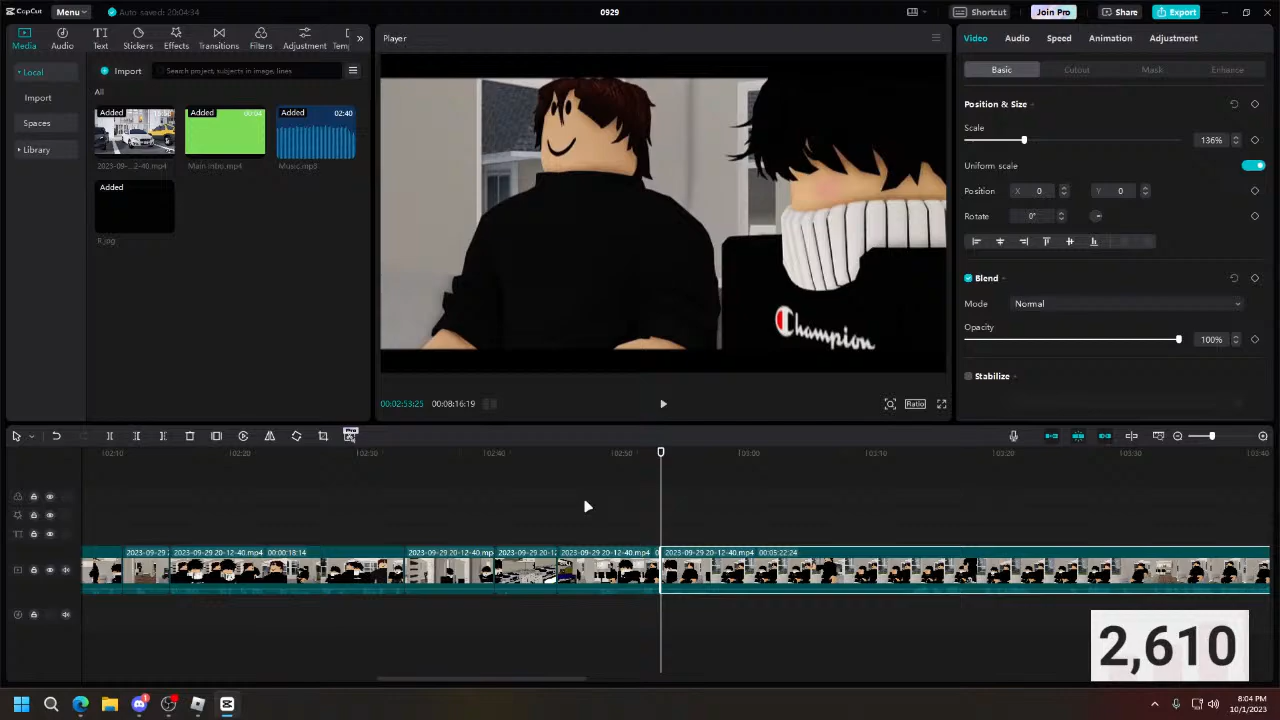 CapCut Menu Auto-saved: 20:04:34 0929 Shortcut Join Pro Share Export
Media Audio Text Stickers Effects Transitions Filters Adjustment Temp
Player
Video Audio Speed Animation Adjustment
Local
Import
Search project, subjects in image, lines
Basic Cutout Mask Enhance
Import
All
Position & Size
Spaces
Added
Added 00:04
Added 02:40
Scale
136%
Library
Uniform scale
2023-09-...2-40.mp4
Main Intro.mp4
Music.mp3
Position X 0 Y 0
Added
Rotate 0°
R.jpg
Blend
Mode Normal
Champion
Opacity
100%
Stabilize
00:02:53:25 00:08:16:19
Ratio
Pro
02:10 02:20 02:30 02:40 02:50 03:00 03:10 03:20 03:30 03:40
2023-09-29 2
2023-09-29 20-12-40.mp4 00:00:18:14
2023-09-29 20-12-40.mp
2023-09-29 20-12
2023-09-29 20-12-40.mp4
2023-09-29 20-12-40.mp4 00:05:22:24
2,610
8:04 PM
10/1/2023